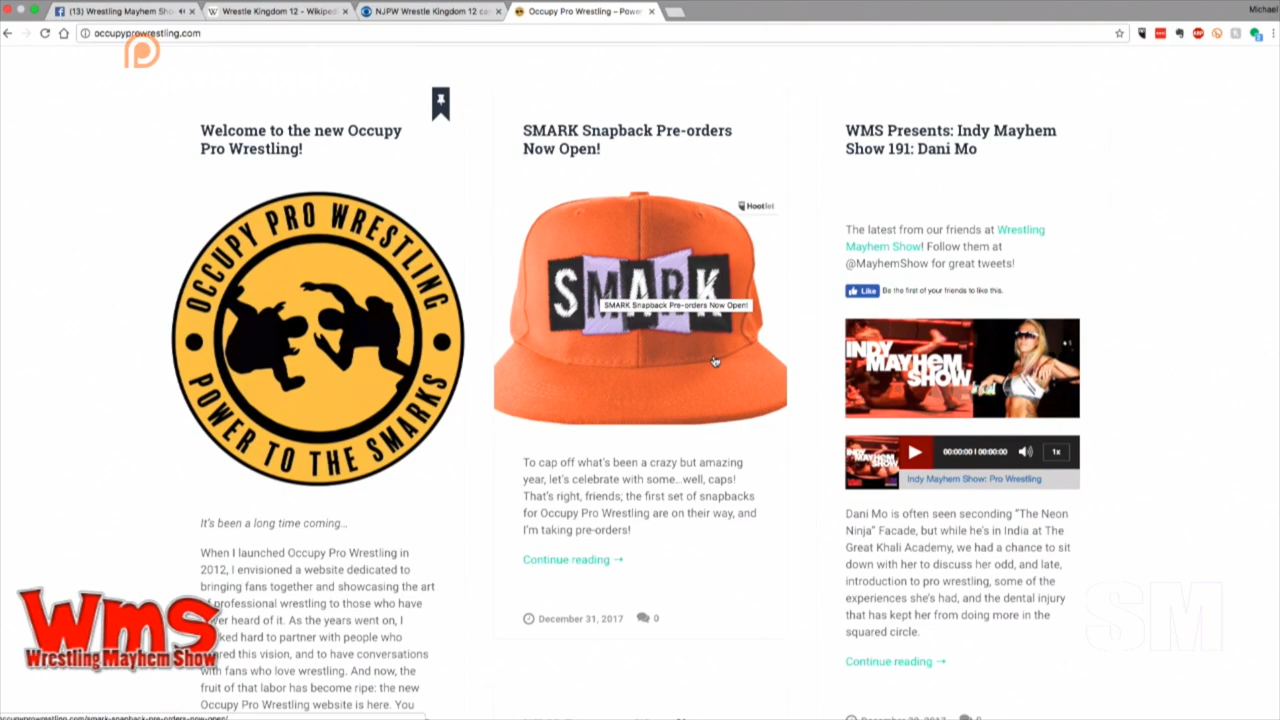 (13) Wrestling Mayhem Sho
Wrestle Kingdom 12 - Wikiped
NJPW Wrestle Kingdom 12 ca
Occupy Pro Wrestling – Powe
Michael
occupyprowrestling.com
Welcome to the new Occupy
Pro Wrestling!
OCCUPY PRO WRESTLING
POWER TO THE SMARKS
It's been a long time coming…
When I launched Occupy Pro Wrestling in
2012, I envisioned a website dedicated to
bringing fans together and showcasing the art
of professional wrestling to those who have
heard of it. As the years went on, I
hard to partner with people who
this vision, and to have conversations
with fans who love wrestling. And now, the
fruit of that labor has become ripe: the new
Occupy Pro Wrestling website is here. You
SMARK Snapback Pre-orders
Now Open!
Hootlet
SMARK
SMARK Snapback Pre-orders Now Open!
To cap off what's been a crazy but amazing
year, let's celebrate with some…well, caps!
That's right, friends; the first set of snapbacks
for Occupy Pro Wrestling are on their way, and
I'm taking pre-orders!
Continue reading →
December 31, 2017 0
WMS Presents: Indy Mayhem
Show 191: Dani Mo
The latest from our friends at Wrestling
Mayhem Show! Follow them at
@MayhemShow for great tweets!
Like Be the first of your friends to like this.
INDY
MAYHEM
SHOW
00:00:00 | 00:00:00 1x
Indy Mayhem Show: Pro Wrestling
Dani Mo is often seen seconding "The Neon
Ninja" Facade, but while he's in India at The
Great Khali Academy, we had a chance to sit
down with her to discuss her odd, and late,
introduction to pro wrestling, some of the
experiences she's had, and the dental injury
that has kept her from doing more in the
squared circle.
Continue reading →
wms
Wrestling Mayhem Show
SM